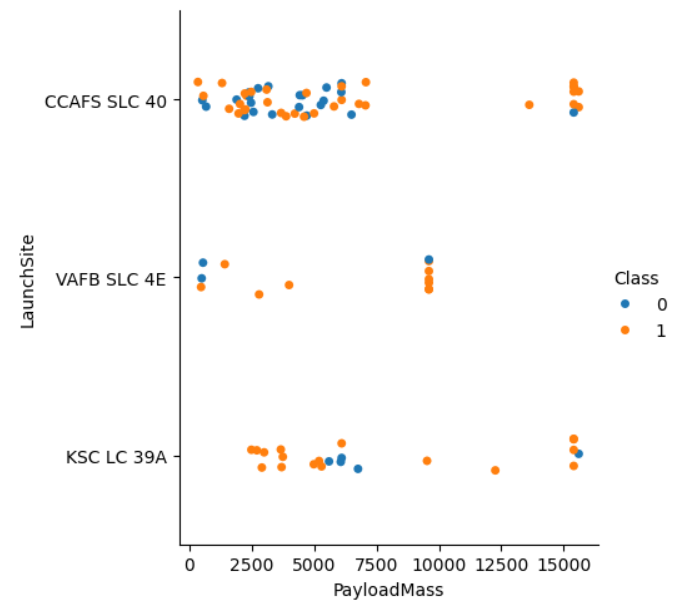 CCAFS SLC 40
VAFB SLC 4E
KSC LC 39A
LaunchSite
0 2500 5000 7500 10000 12500 15000
PayloadMass
Class
0
1